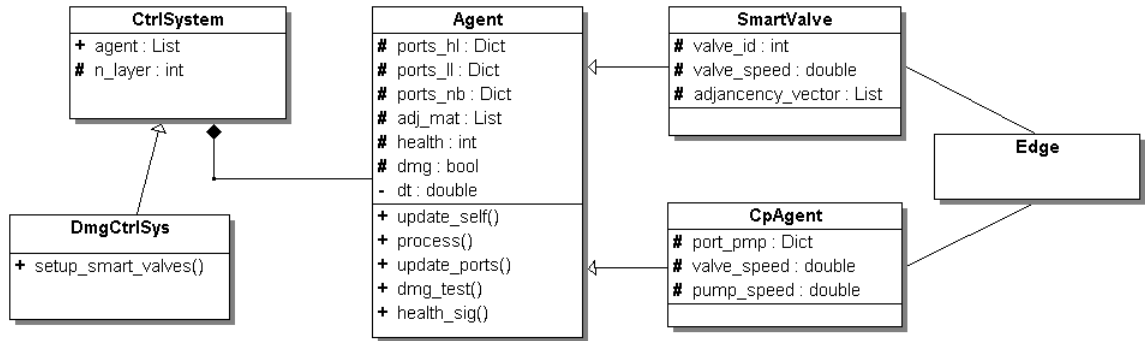 CtrlSystem
+ agent : List
# n_layer : int
DmgCtrlSys
+ setup_smart_valves()
Agent
# ports_hl : Dict
# ports_ll : Dict
# ports_nb : Dict
# adj_mat : List
# health : int
# dmg : bool
- dt : double
+ update_self()
+ process()
+ update_ports()
+ dmg_test()
+ health_sig()
SmartValve
# valve_id : int
# valve_speed : double
# adjancency_vector : List
CpAgent
# port_pmp : Dict
# valve_speed : double
# pump_speed : double
Edge